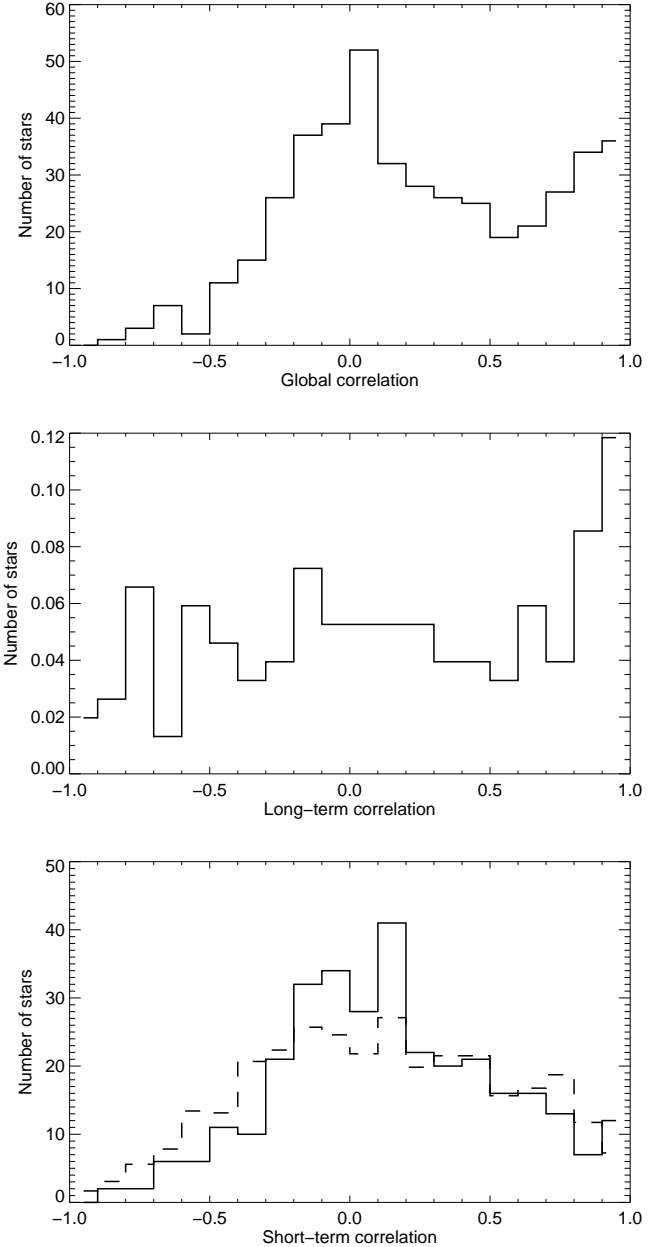 60
50
40
30
20
10
0
Number of stars
−1.0 −0.5 0.0 0.5 1.0
Global correlation
0.12
0.10
0.08
0.06
0.04
0.02
0.00
Number of stars
−1.0 −0.5 0.0 0.5 1.0
Long−term correlation
50
40
30
20
10
0
Number of stars
−1.0 −0.5 0.0 0.5 1.0
Short−term correlation